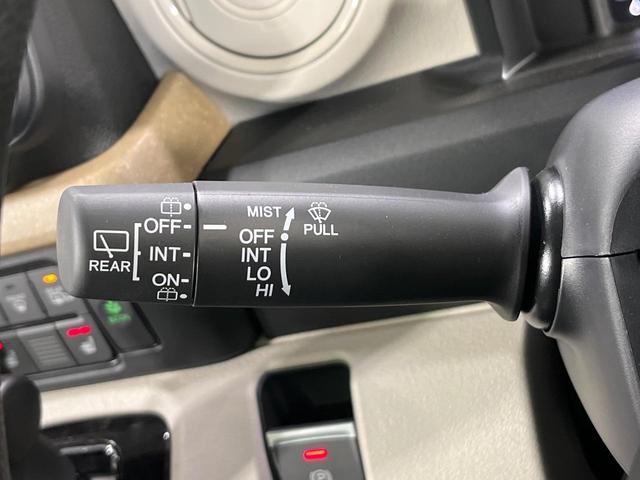 OFF
REAR
INT
ON
MIST
OFF
INT
LO
HI
PULL